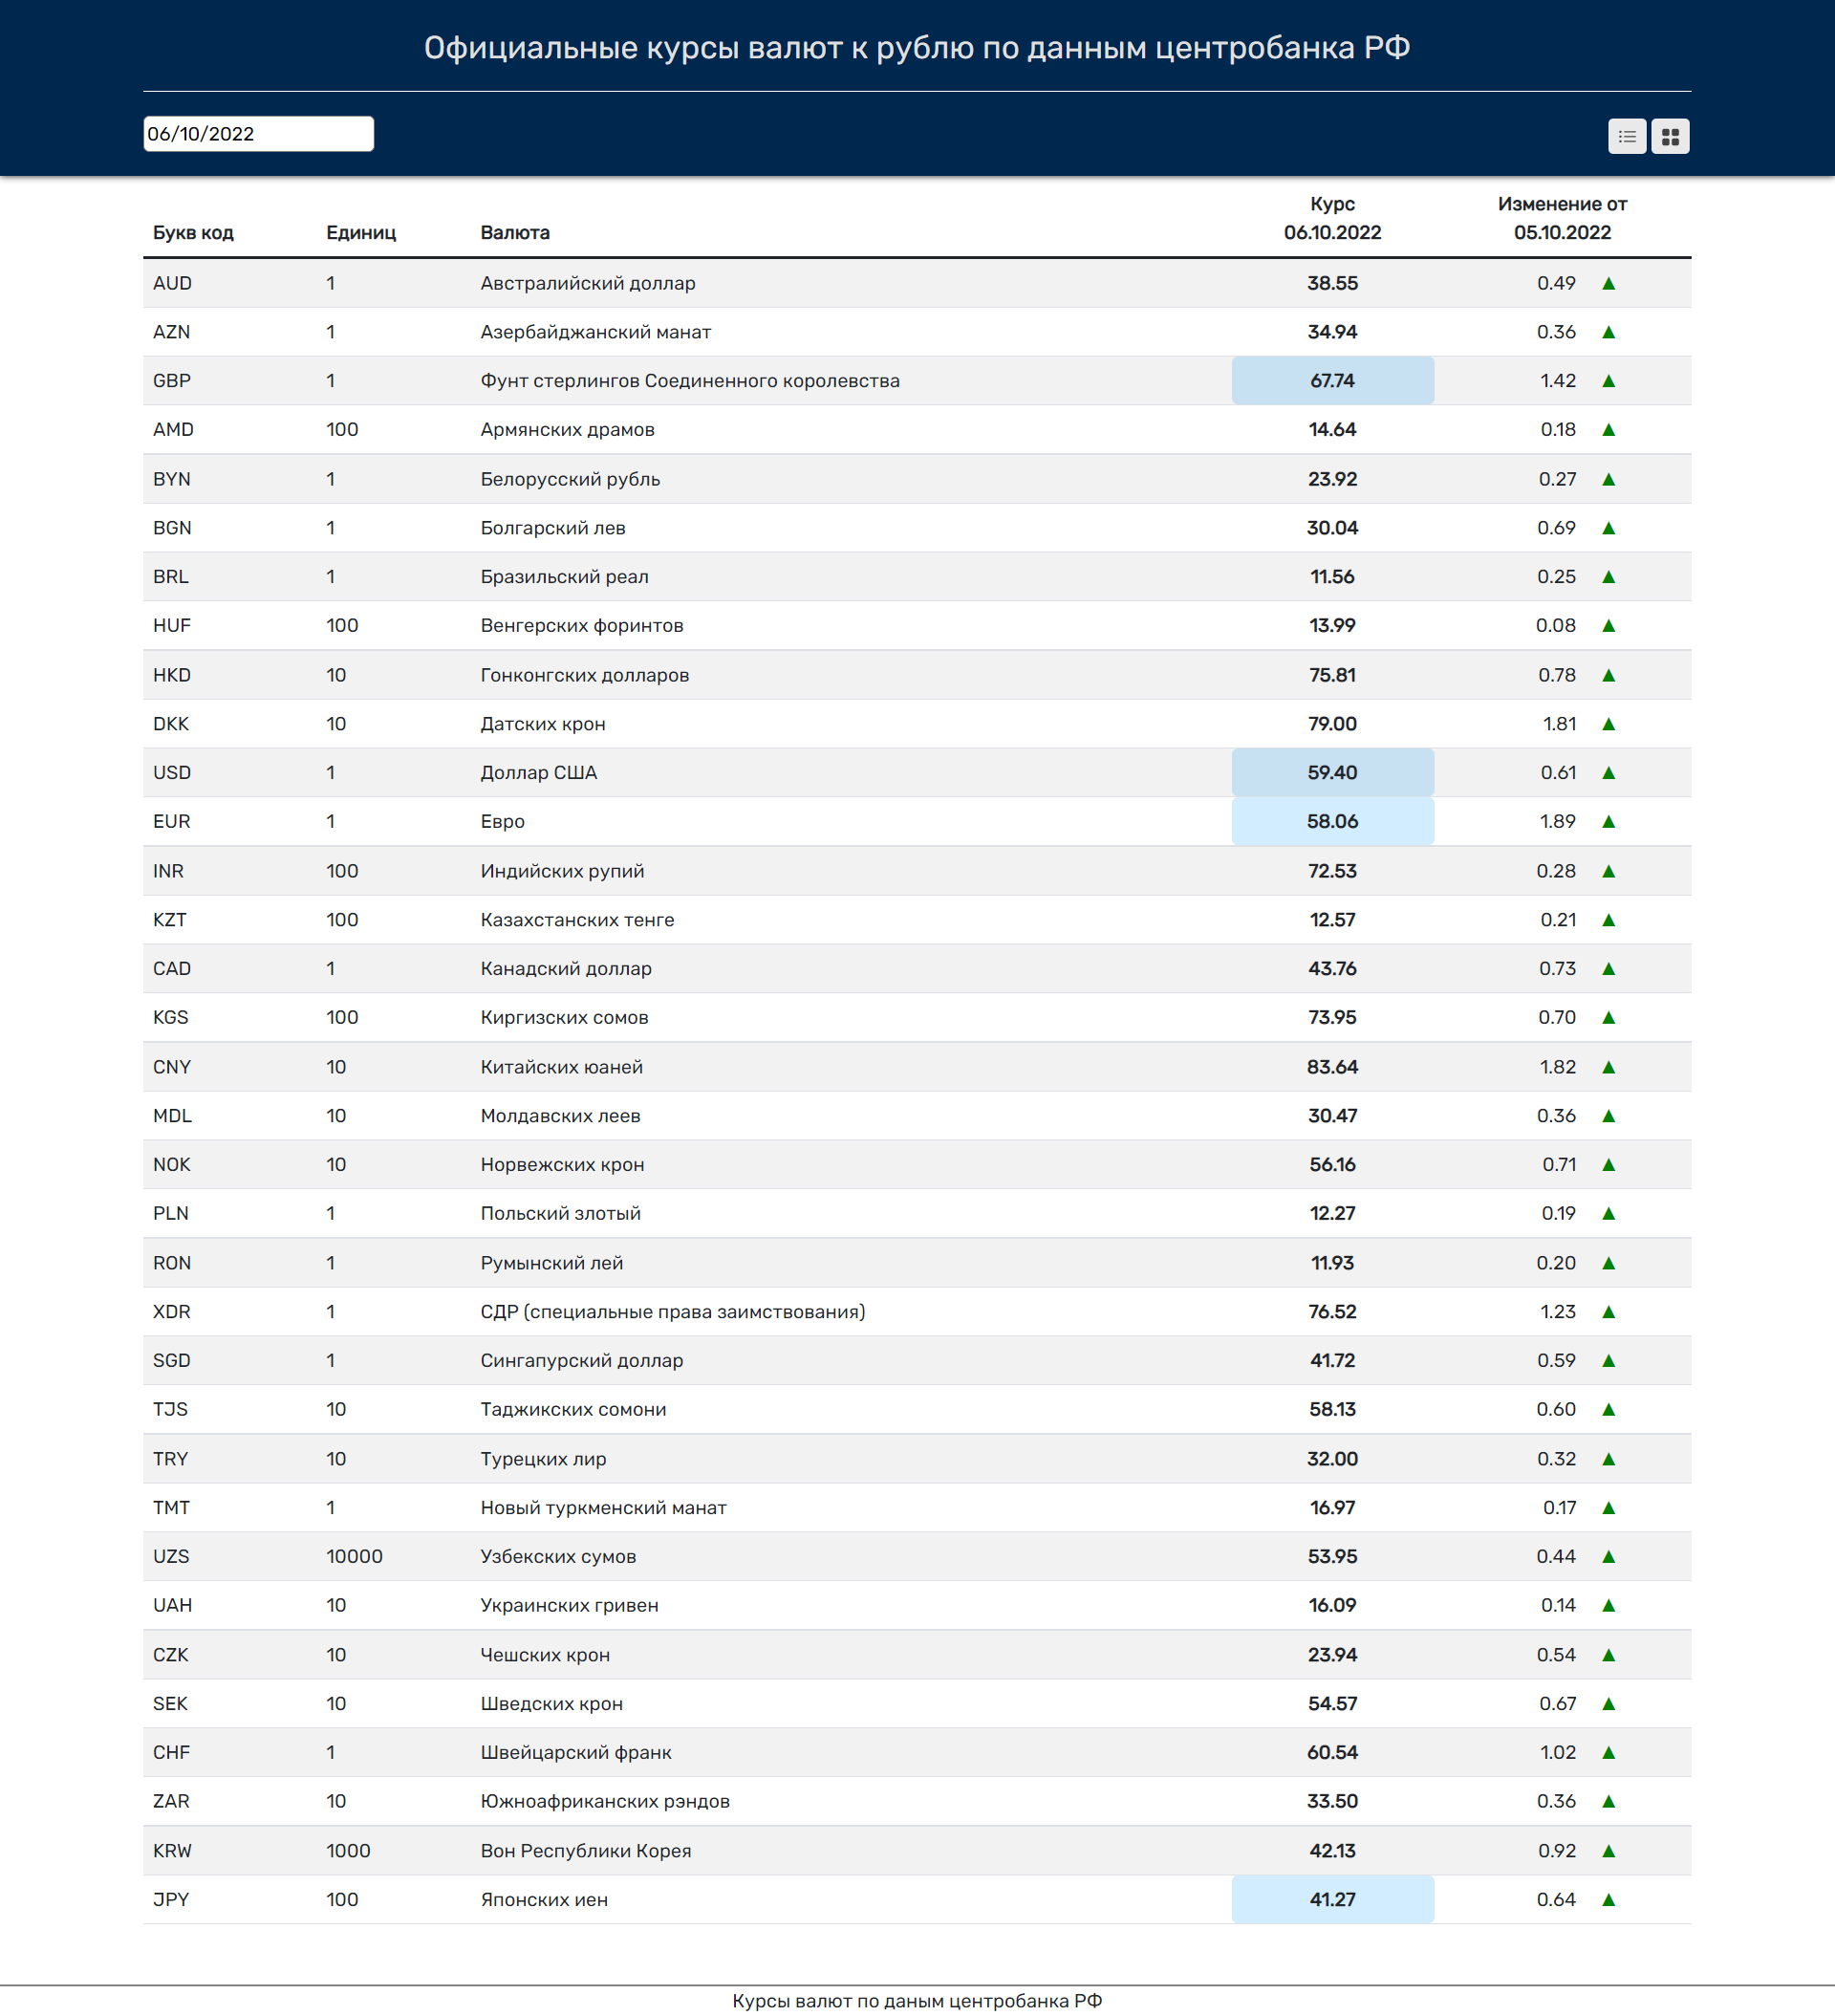 Официальные курсы валют к рублю по данным центробанка РФ
06/10/2022
Букв код Единиц Валюта Курс 06.10.2022 Изменение от 05.10.2022
AUD 1 Австралийский доллар 38.55 0.49 ▲
AZN 1 Азербайджанский манат 34.94 0.36 ▲
GBP 1 Фунт стерлингов Соединенного королевства 67.74 1.42 ▲
AMD 100 Армянских драмов 14.64 0.18 ▲
BYN 1 Белорусский рубль 23.92 0.27 ▲
BGN 1 Болгарский лев 30.04 0.69 ▲
BRL 1 Бразильский реал 11.56 0.25 ▲
HUF 100 Венгерских форинтов 13.99 0.08 ▲
HKD 10 Гонконгских долларов 75.81 0.78 ▲
DKK 10 Датских крон 79.00 1.81 ▲
USD 1 Доллар США 59.40 0.61 ▲
EUR 1 Евро 58.06 1.89 ▲
INR 100 Индийских рупий 72.53 0.28 ▲
KZT 100 Казахстанских тенге 12.57 0.21 ▲
CAD 1 Канадский доллар 43.76 0.73 ▲
KGS 100 Киргизских сомов 73.95 0.70 ▲
CNY 10 Китайских юаней 83.64 1.82 ▲
MDL 10 Молдавских леев 30.47 0.36 ▲
NOK 10 Норвежских крон 56.16 0.71 ▲
PLN 1 Польский злотый 12.27 0.19 ▲
RON 1 Румынский лей 11.93 0.20 ▲
XDR 1 СДР (специальные права заимствования) 76.52 1.23 ▲
SGD 1 Сингапурский доллар 41.72 0.59 ▲
TJS 10 Таджикских сомони 58.13 0.60 ▲
TRY 10 Турецких лир 32.00 0.32 ▲
TMT 1 Новый туркменский манат 16.97 0.17 ▲
UZS 10000 Узбекских сумов 53.95 0.44 ▲
UAH 10 Украинских гривен 16.09 0.14 ▲
CZK 10 Чешских крон 23.94 0.54 ▲
SEK 10 Шведских крон 54.57 0.67 ▲
CHF 1 Швейцарский франк 60.54 1.02 ▲
ZAR 10 Южноафриканских рэндов 33.50 0.36 ▲
KRW 1000 Вон Республики Корея 42.13 0.92 ▲
JPY 100 Японских иен 41.27 0.64 ▲
Курсы валют по даным центробанка РФ